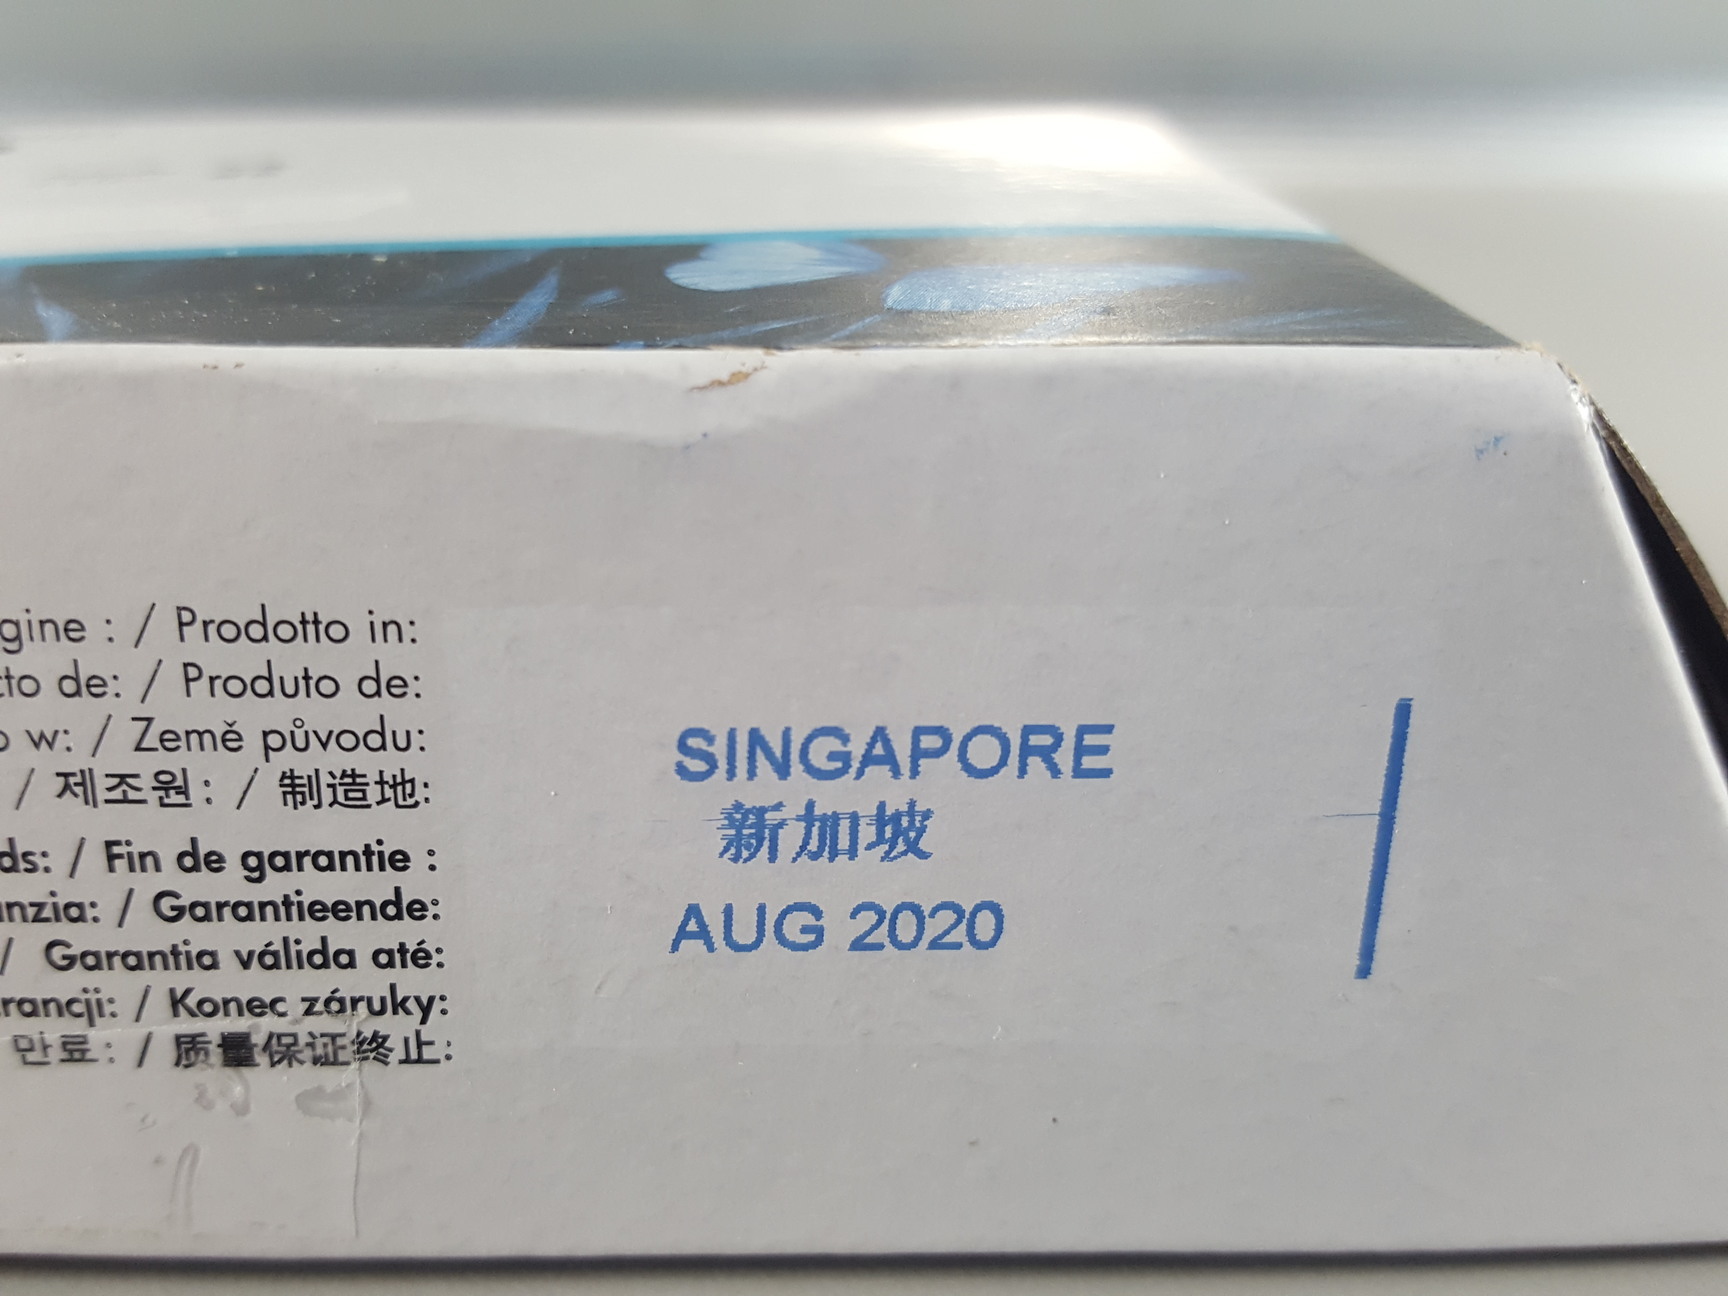 gine : / Prodotto in:
to de: / Produto de:
w: / Země původu:
/ 제조원: / 制造地:
SINGAPORE
新加坡
ds: / Fin de garantie :
nzia: / Garantieende:
/ Garantia válida até:
rancji: / Konec záruky:
만료: / 质量保证终止:
AUG 2020